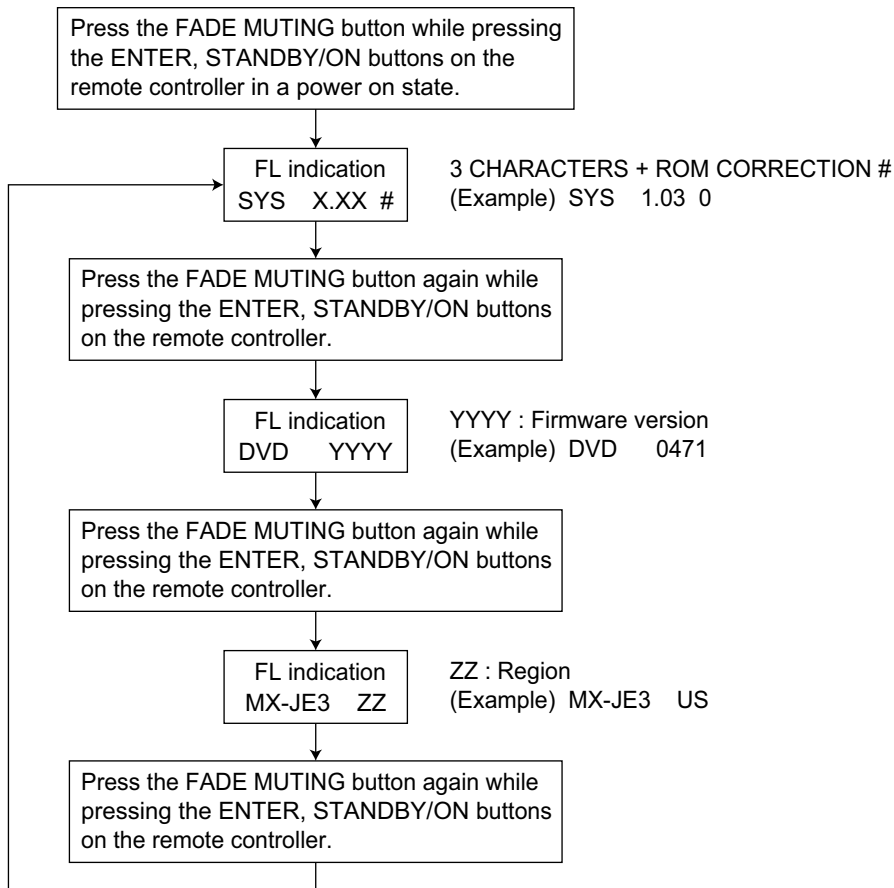 Press the FADE MUTING button while pressing
the ENTER, STANDBY/ON buttons on the
remote controller in a power on state.
FL indication
SYS X.XX #
3 CHARACTERS + ROM CORRECTION #
(Example) SYS 1.03 0
Press the FADE MUTING button again while
pressing the ENTER, STANDBY/ON buttons
on the remote controller.
FL indication
DVD YYYY
YYYY : Firmware version
(Example) DVD 0471
Press the FADE MUTING button again while
pressing the ENTER, STANDBY/ON buttons
on the remote controller.
FL indication
MX-JE3 ZZ
ZZ : Region
(Example) MX-JE3 US
Press the FADE MUTING button again while
pressing the ENTER, STANDBY/ON buttons
on the remote controller.